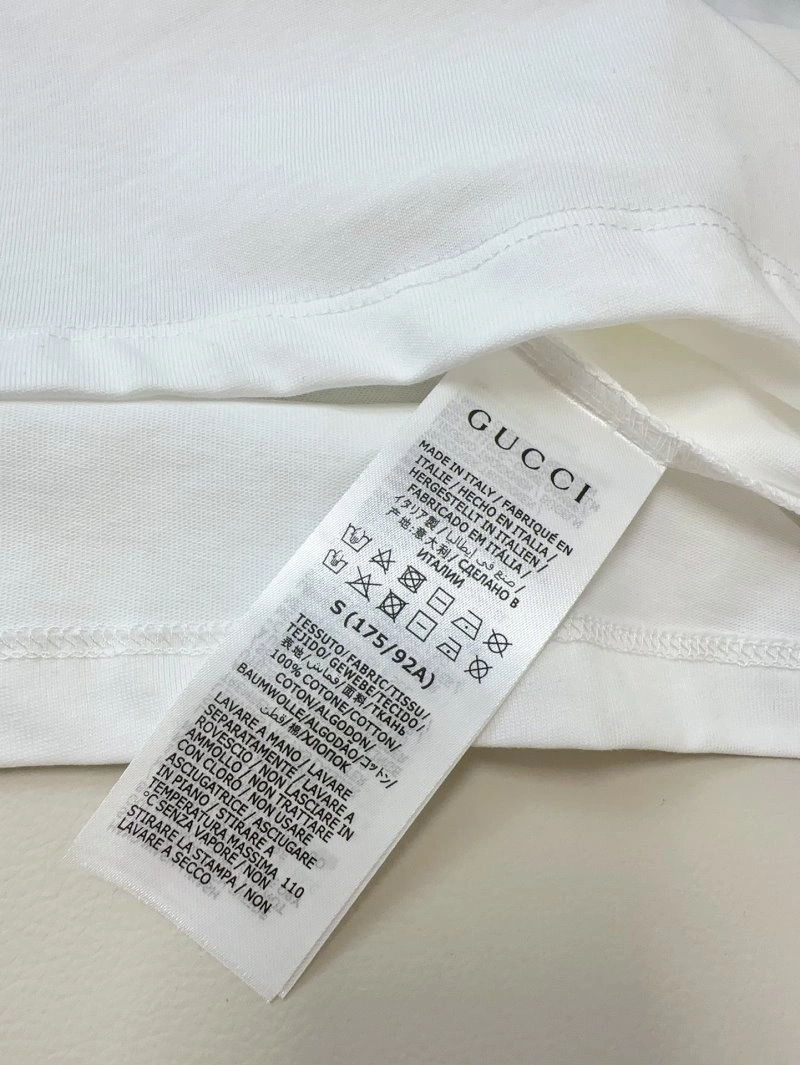 GUCCI
MADE IN ITALY / FABRIQUÉ EN
ITALIE / HECHO EN ITALIA /
HERGESTELLT IN ITALIEN/
FABRICADO EM ITÁLIA/
イタリア製 / صنع في إيطاليا /
产地:意大利 / СДЕЛАНО В
ИТАЛИИ
S (175/92A)
TESSUTO/FABRIC/TISSU/
TEJIDO/GEWEBE/TECIDO/
表地/قماش/面料/ТКАНЬ
100% COTONE/COTTON/
COTON/ALGODON/
BAUMWOLLE/ALGODÃO/コットン/
قطن/棉/ХЛОПОК
LAVARE A MANO / LAVARE
SEPARATAMENTE / LAVARE A
ROVESCIO / NON LASCIARE IN
AMMOLLO / NON TRATTARE
CON CLORO / NON USARE
ASCIUGATRICE / ASCIUGARE
IN PIANO / STIRARE A
TEMPERATURA MASSIMA 110
°C SENZA VAPORE / NON
STIRARE LA STAMPA / NON
LAVARE A SECCO